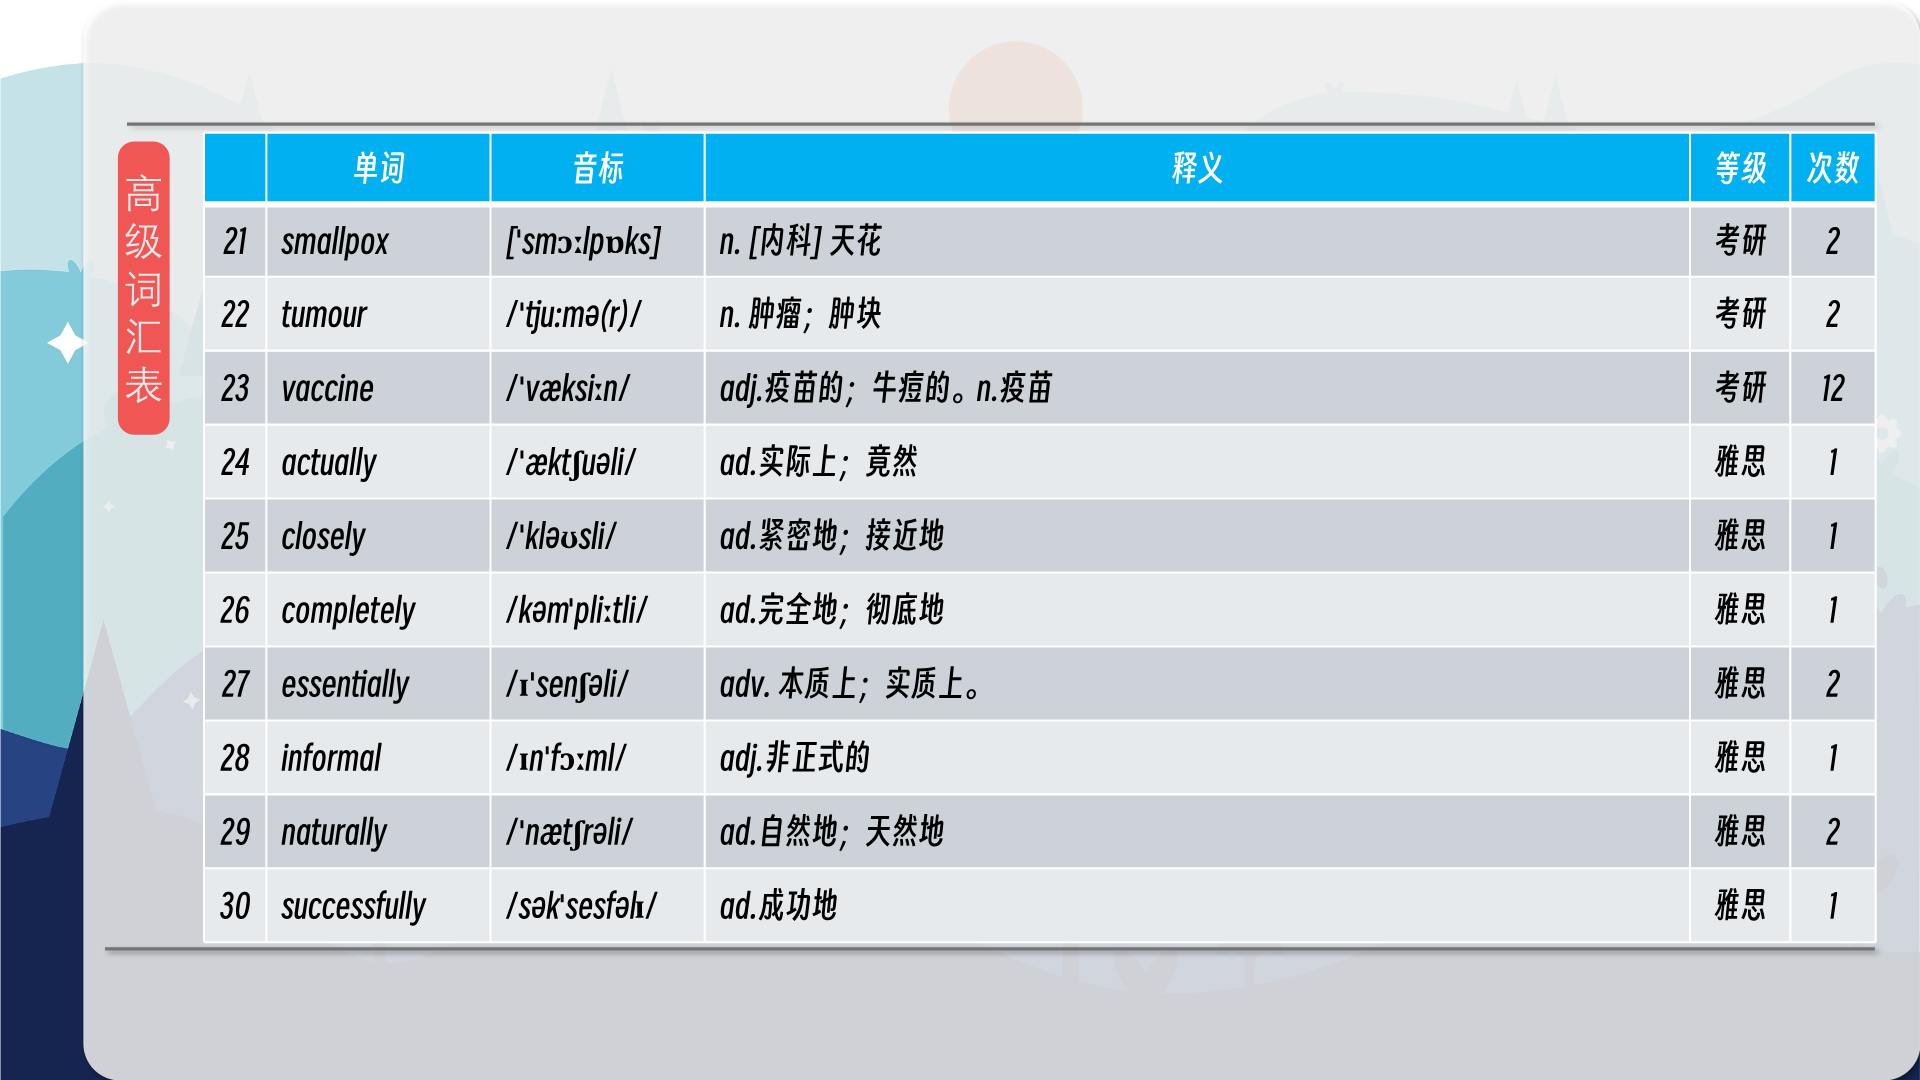 高级词汇表
单词 音标 释义 等级 次数
21 smallpox ['smɔːlpɒks] n. [内科] 天花 考研 2
22 tumour /'tju:mə(r)/ n. 肿瘤；肿块 考研 2
23 vaccine /'væksiːn/ adj.疫苗的；牛痘的。n.疫苗 考研 12
24 actually /'æktʃuəli/ ad.实际上；竟然 雅思 1
25 closely /'kləʊsli/ ad.紧密地；接近地 雅思 1
26 completely /kəm'pliːtli/ ad.完全地；彻底地 雅思 1
27 essentially /ɪ'senʃəli/ adv. 本质上；实质上。 雅思 2
28 informal /ɪn'fɔːml/ adj.非正式的 雅思 1
29 naturally /'nætʃrəli/ ad.自然地；天然地 雅思 2
30 successfully /sək'sesfəlɪ/ ad.成功地 雅思 1